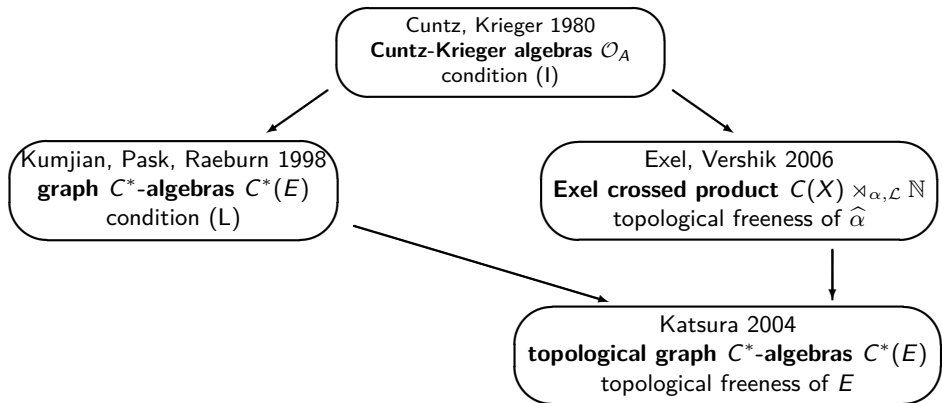 Cuntz, Krieger 1980
Cuntz-Krieger algebras 𝒪_A
condition (I)
Kumjian, Pask, Raeburn 1998
graph C*-algebras C*(E)
condition (L)
Exel, Vershik 2006
Exel crossed product C(X) ⋊_{α,ℒ} ℕ
topological freeness of α̂
Katsura 2004
topological graph C*-algebras C*(E)
topological freeness of E